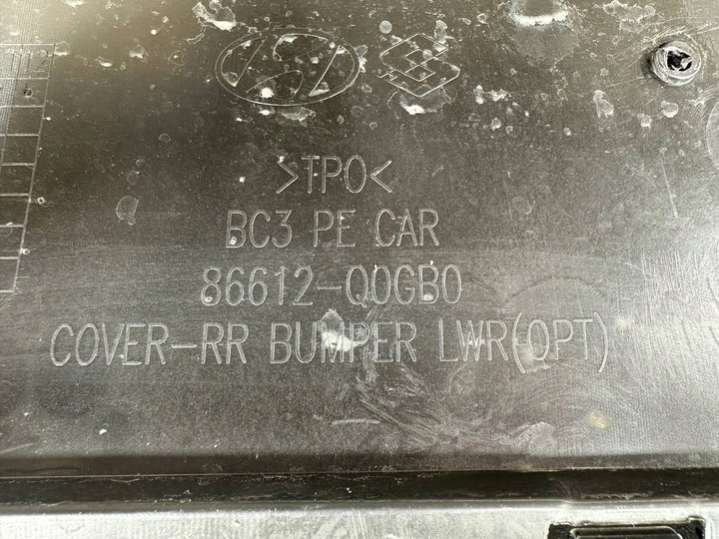 >TPO<
BC3 PE CAR
86612-Q0GB0
COVER-RR BUMPER LWR(OPT)